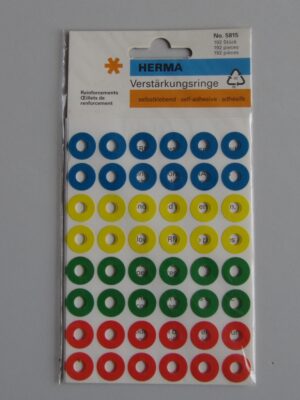 No. 5815
192 Stück
192 pieces
192 pièces
HERMA
Verstärkungsringe
Reinforcements
Œillets de
renforcement
selbstklebend · self-adhesive · adhésifs